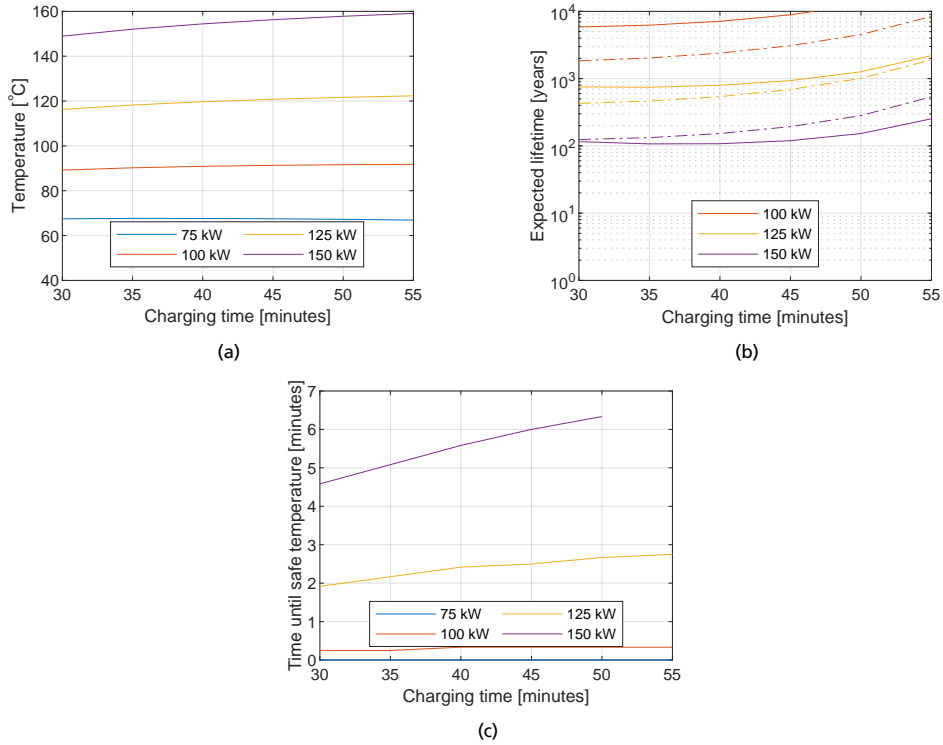 160
140
120
100
80
60
40
Temperature [°C]
75 kW
125 kW
100 kW
150 kW
30 35 40 45 50 55
Charging time [minutes]
(a)
10^4
10^3
10^2
10^1
10^0
Expected lifetime [years]
100 kW
125 kW
150 kW
30 35 40 45 50 55
Charging time [minutes]
(b)
7
6
5
4
3
2
1
0
Time until safe temperature [minutes]
75 kW
125 kW
100 kW
150 kW
30 35 40 45 50 55
Charging time [minutes]
(c)